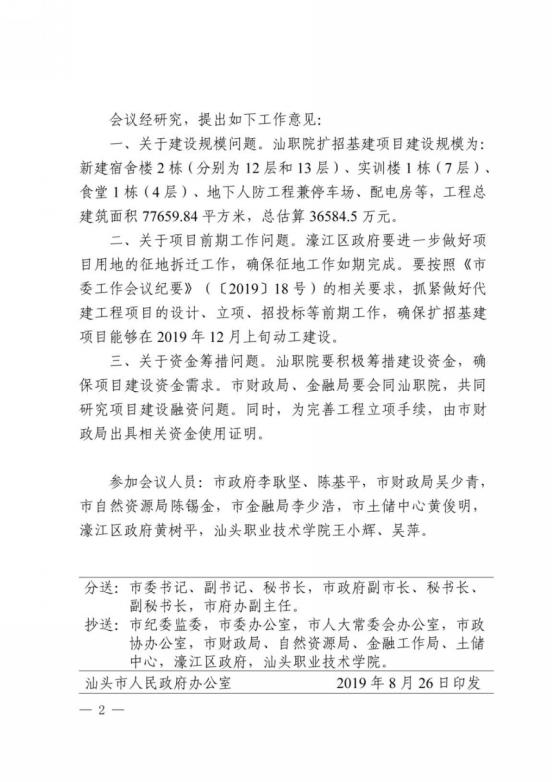 会议经研究，提出如下工作意见：
一、关于建设规模问题。汕职院扩招基建项目建设规模为：
新建宿舍楼 2 栋（分别为 12 层和 13 层）、实训楼 1 栋（7 层）、
食堂 1 栋（4 层）、地下人防工程兼停车场、配电房等，工程总
建筑面积 77659.84 平方米，总估算 36584.5 万元。
二、关于项目前期工作问题。濠江区政府要进一步做好项
目用地的征地拆迁工作，确保征地工作如期完成。要按照《市
委工作会议纪要》（〔2019〕18 号）的相关要求，抓紧做好代
建工程项目的设计、立项、招投标等前期工作，确保扩招基建
项目能够在 2019 年 12 月上旬动工建设。
三、关于资金筹措问题。汕职院要积极筹措建设资金，确
保项目建设资金需求。市财政局、金融局要会同汕职院，共同
研究项目建设融资问题。同时，为完善工程立项手续，由市财
政局出具相关资金使用证明。
参加会议人员：市政府李耿坚、陈基平，市财政局吴少青，
市自然资源局陈锡金，市金融局李少浩，市土储中心黄俊明，
濠江区政府黄树平，汕头职业技术学院王小辉、吴萍。
分送：市委书记、副书记、秘书长，市政府副市长、秘书长、
副秘书长，市府办副主任。
抄送：市纪委监委，市委办公室，市人大常委会办公室，市政
协办公室，市财政局、自然资源局、金融工作局、土储
中心，濠江区政府，汕头职业技术学院。
汕头市人民政府办公室 2019 年 8 月 26 日印发
— 2 —